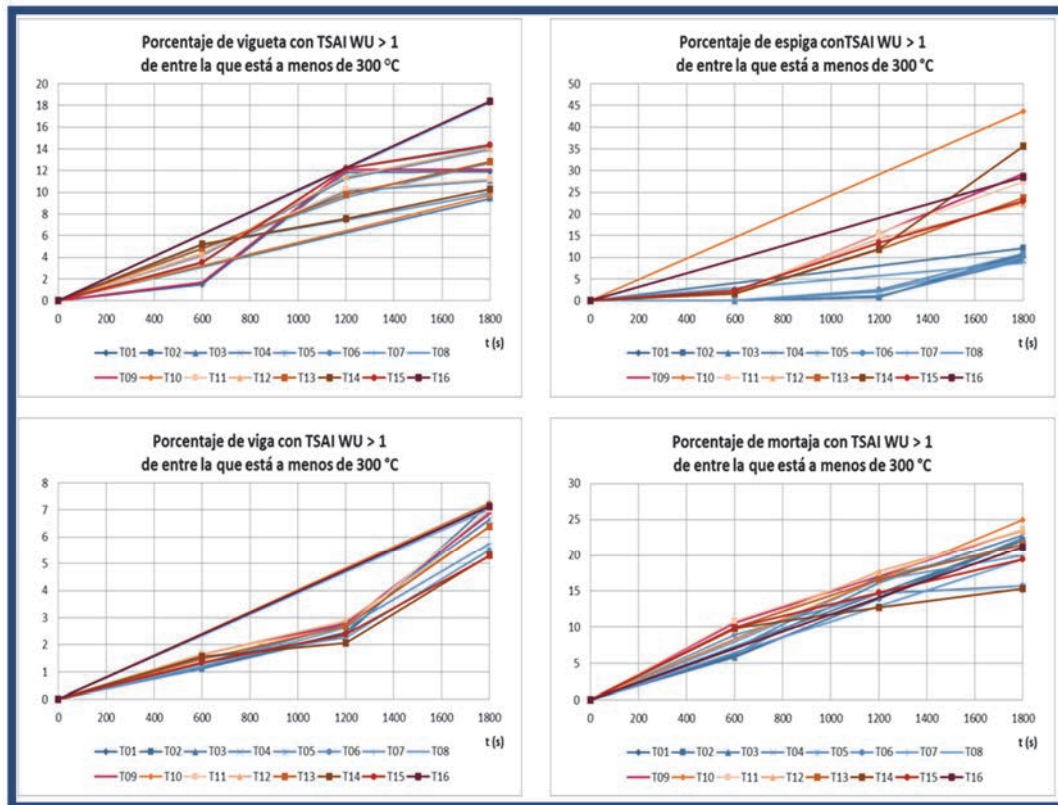 Porcentaje de vigueta con TSAI WU > 1
de entre la que está a menos de 300 °C
20
18
16
14
12
10
8
6
4
2
0
0 200 400 600 800 1000 1200 1400 1600 1800
t (s)
T01 T02 T03 T04 T05 T06 T07 T08
T09 T10 T11 T12 T13 T14 T15 T16
Porcentaje de espiga conTSAI WU > 1
de entre la que está a menos de 300 °C
50
45
40
35
30
25
20
15
10
5
0
0 200 400 600 800 1000 1200 1400 1600 1800
t (s)
T01 T02 T03 T04 T05 T06 T07 T08
T09 T10 T11 T12 T13 T14 T15 T16
Porcentaje de viga con TSAI WU > 1
de entre la que está a menos de 300 °C
8
7
6
5
4
3
2
1
0
0 200 400 600 800 1000 1200 1400 1600 1800
t (s)
T01 T02 T03 T04 T05 T06 T07 T08
T09 T10 T11 T12 T13 T14 T15 T16
Porcentaje de mortaja con TSAI WU > 1
de entre la que está a menos de 300 °C
30
25
20
15
10
5
0
0 200 400 600 800 1000 1200 1400 1600 1800
t (s)
T01 T02 T03 T04 T05 T06 T07 T08
T09 T10 T11 T12 T13 T14 T15 T16